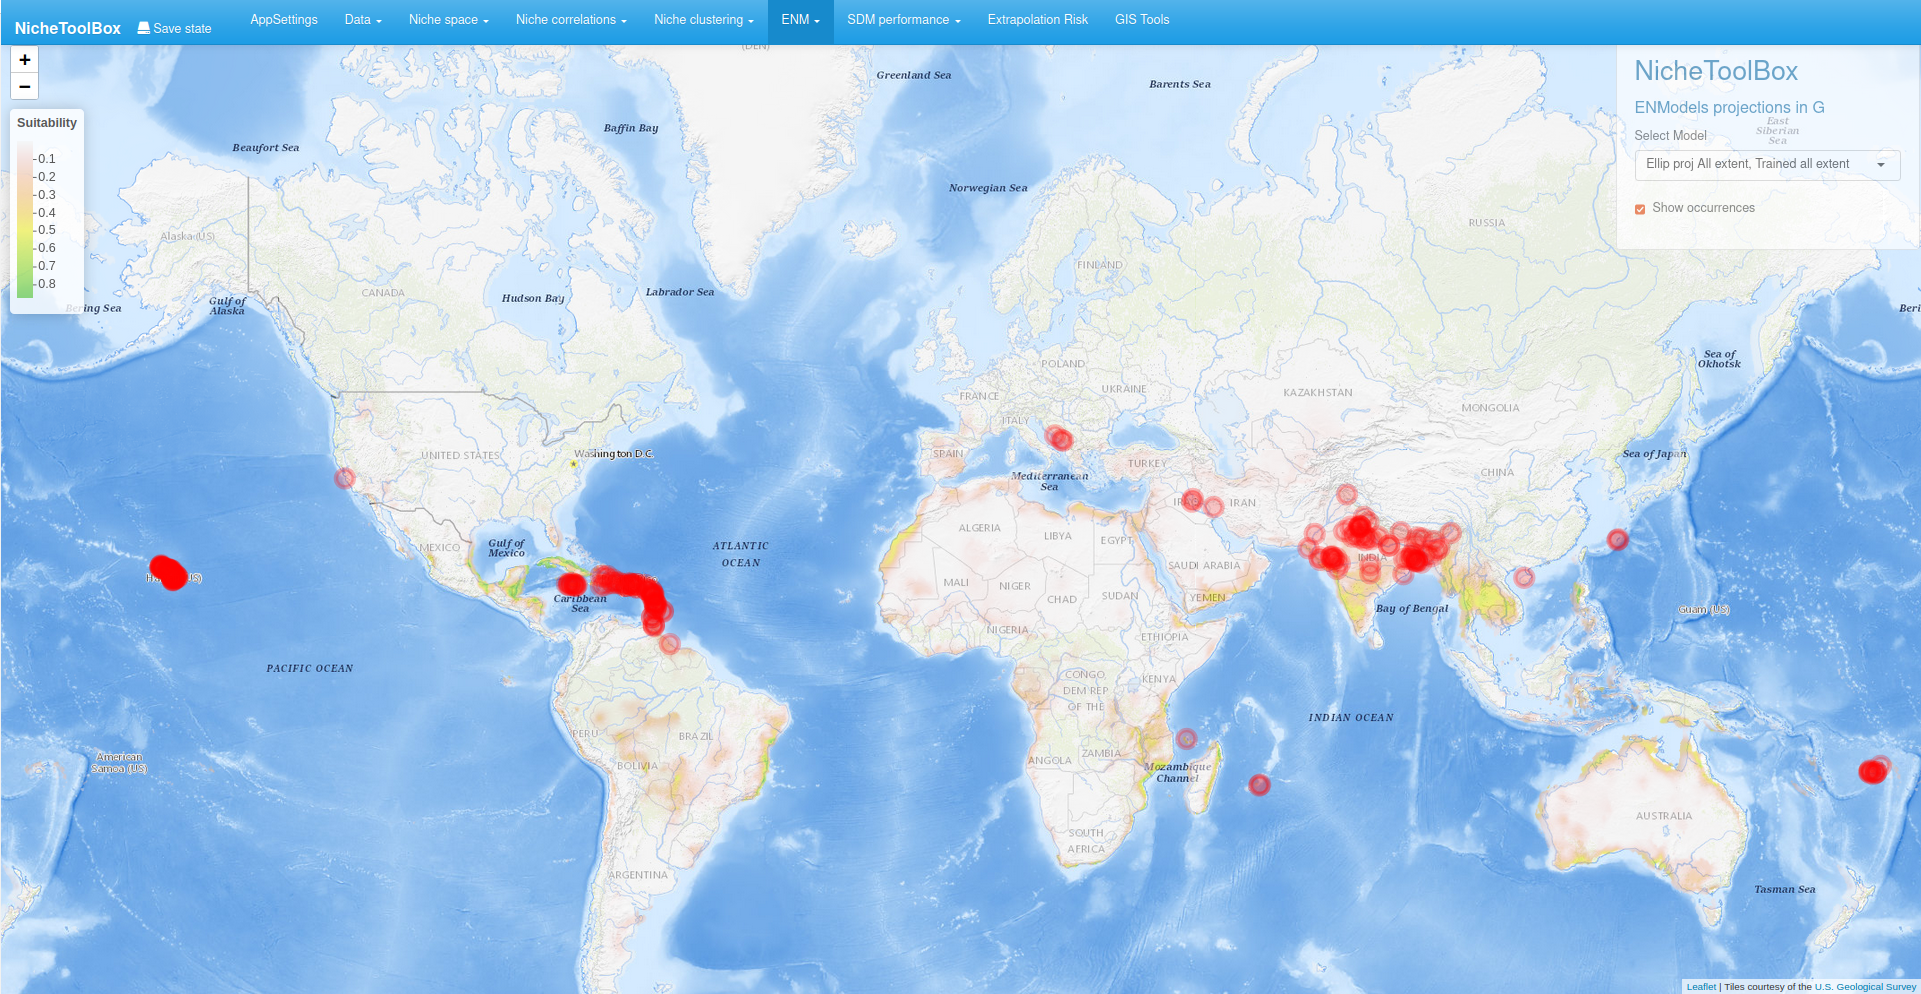 NicheToolBox
Save state
AppSettings
Data
Niche space
Niche correlations
Niche clustering
ENM
SDM performance
Extrapolation Risk
GIS Tools
+
−
Suitability
0.1
0.2
0.3
0.4
0.5
0.6
0.7
0.8
NicheToolBox
ENModels projections in G
Select Model
Ellip proj All extent, Trained all extent
Show occurrences
(DEN)
Greenland Sea
Barents Sea
East
Siberian
Sea
Baffin Bay
Beaufort Sea
Norwegian Sea
RUSSIA
Alaska(US)
FINLAND
CANADA
Hudson Bay
Labrador Sea
Gulf of
Alaska
Bering Sea
Beri
Sea of
Okhotsk
POLAND
UKRAINE
FRANCE
KAZAKHSTAN
MONGOLIA
ITALY
SPAIN
TURKEY
UNITED STATES
Washington D.C.
Sea of Japan
CHINA
Mediterranean
Sea
IRAN
ALGERIA
LIBYA
EGYPT
Gulf of
Mexico
MEXICO
ATLANTIC
OCEAN
INDIA
SAUDI ARABIA
MALI
NIGER
CHAD
SUDAN
YEMEN
Caribbean
Sea
Bay of Bengal
Guam (US)
NIGERIA
ETHIOPIA
PACIFIC OCEAN
CONGO,
DEM REP
OF THE
KENYA
INDIAN OCEAN
PERU
BRAZIL
American
Samoa (US)
BOLIVIA
ANGOLA
ZAMBIA
Mozambique
Channel
AUSTRALIA
SOUTH
AFRICA
ARGENTINA
Tasman Sea
Leaflet | Tiles courtesy of the U.S. Geological Survey